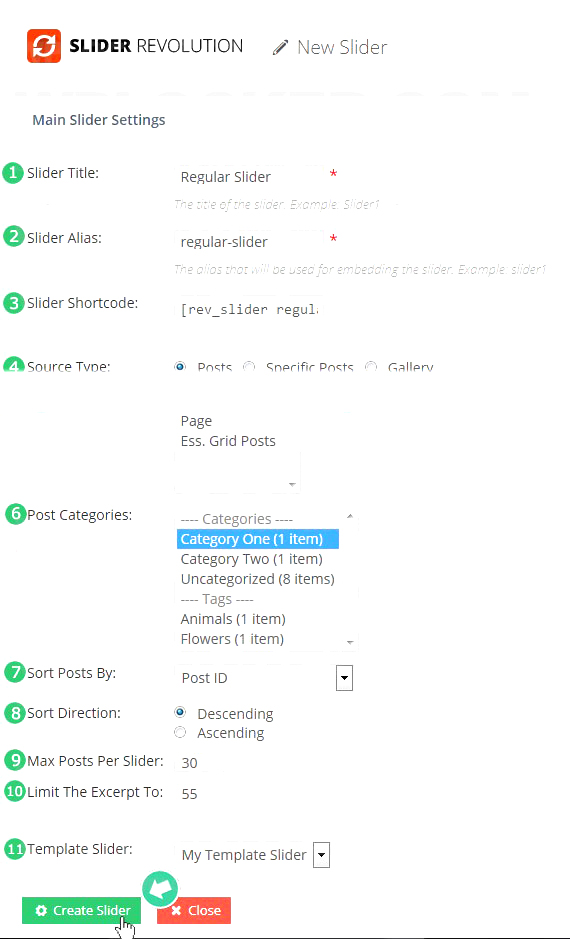 SLIDER REVOLUTION New Slider
Main Slider Settings
1 Slider Title: Regular Slider *
The title of the slider. Example: Slider1
2 Slider Alias: regular-slider *
The alias that will be used for embedding the slider. Example: slider1
3 Slider Shortcode: [rev_slider regula
4 Source Type: Posts Specific Posts Gallery
Page
Ess. Grid Posts
6 Post Categories: ---- Categories ----
Category One (1 item)
Category Two (1 item)
Uncategorized (8 items)
---- Tags ----
Animals (1 item)
Flowers (1 item)
7 Sort Posts By: Post ID
8 Sort Direction: Descending
Ascending
9 Max Posts Per Slider: 30
10 Limit The Excerpt To: 55
11 Template Slider: My Template Slider
Create Slider Close